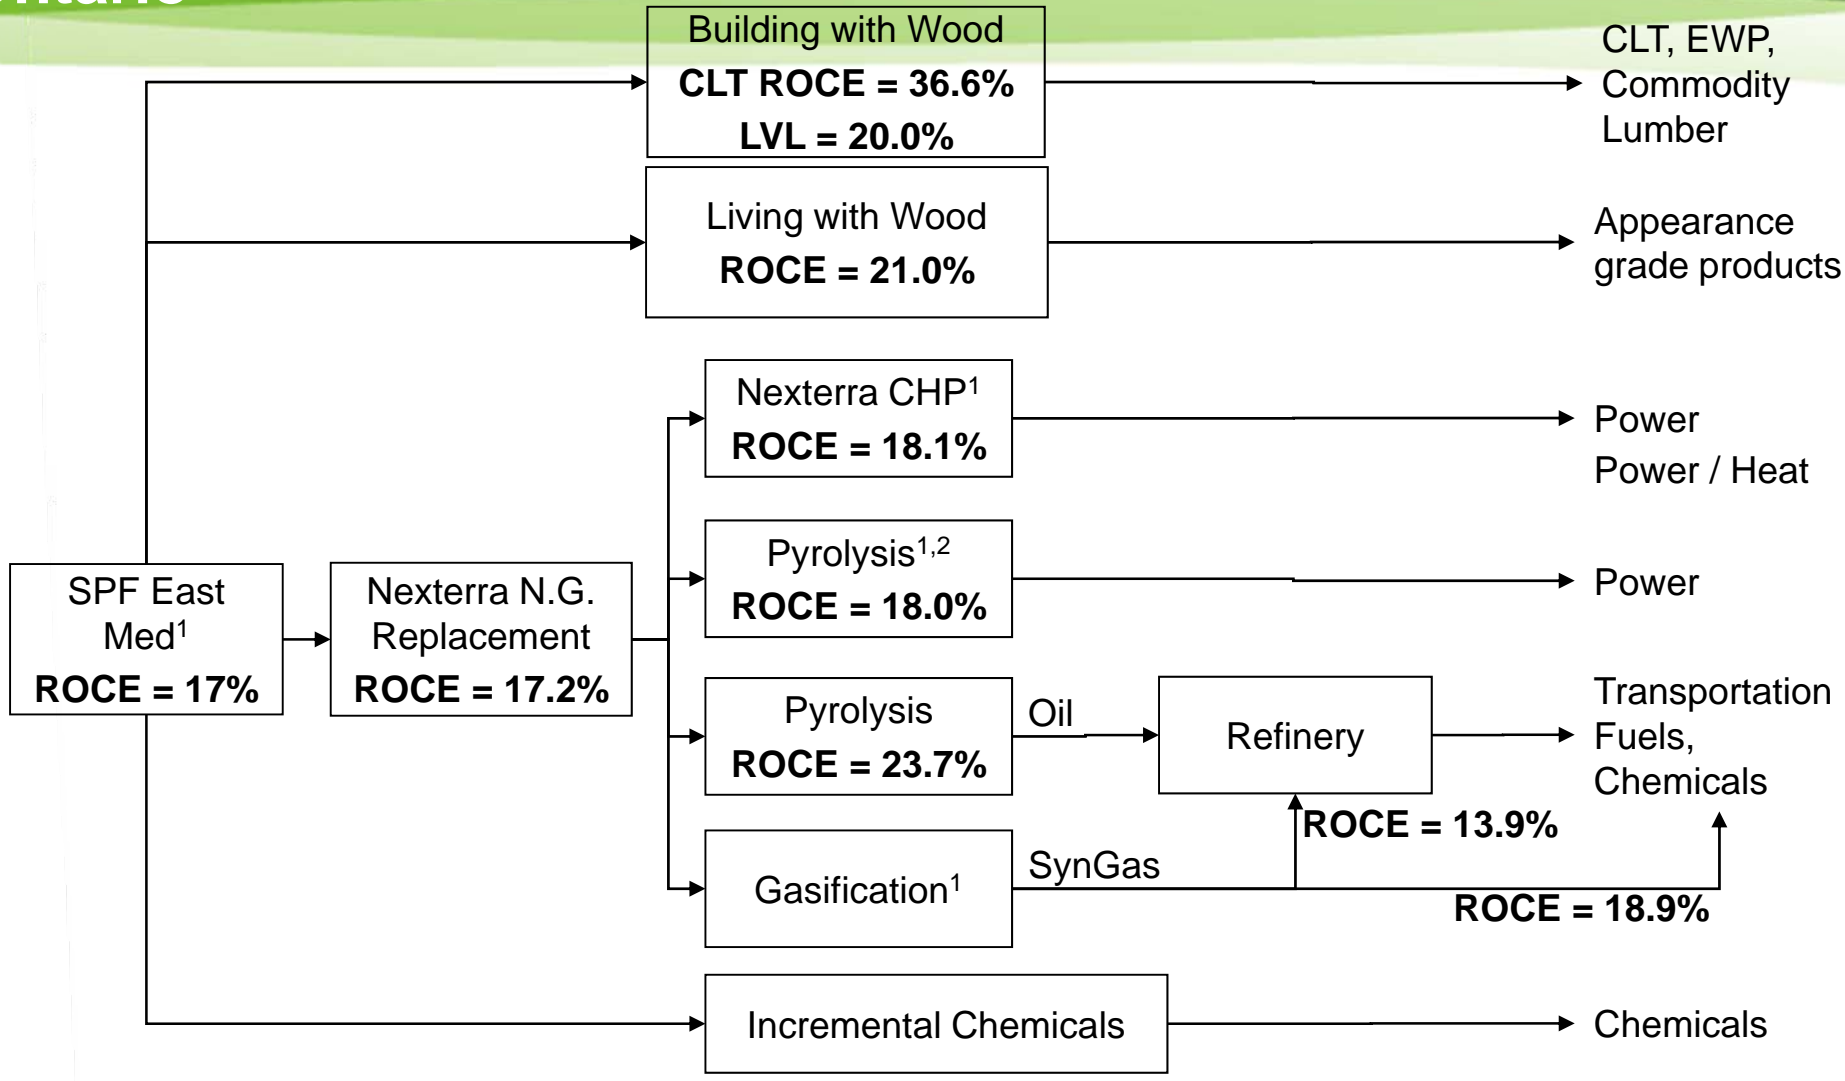 Building with Wood
CLT ROCE = 36.6%
LVL = 20.0%
CLT, EWP,
Commodity
Lumber
Living with Wood
ROCE = 21.0%
Appearance
grade products
Nexterra CHP¹
ROCE = 18.1%
Power
Power / Heat
Pyrolysis¹,²
ROCE = 18.0%
Power
SPF East
Med¹
ROCE = 17%
Nexterra N.G.
Replacement
ROCE = 17.2%
Pyrolysis
ROCE = 23.7%
Oil
Refinery
Transportation
Fuels,
Chemicals
ROCE = 13.9%
Gasification¹
SynGas
ROCE = 18.9%
Incremental Chemicals
Chemicals